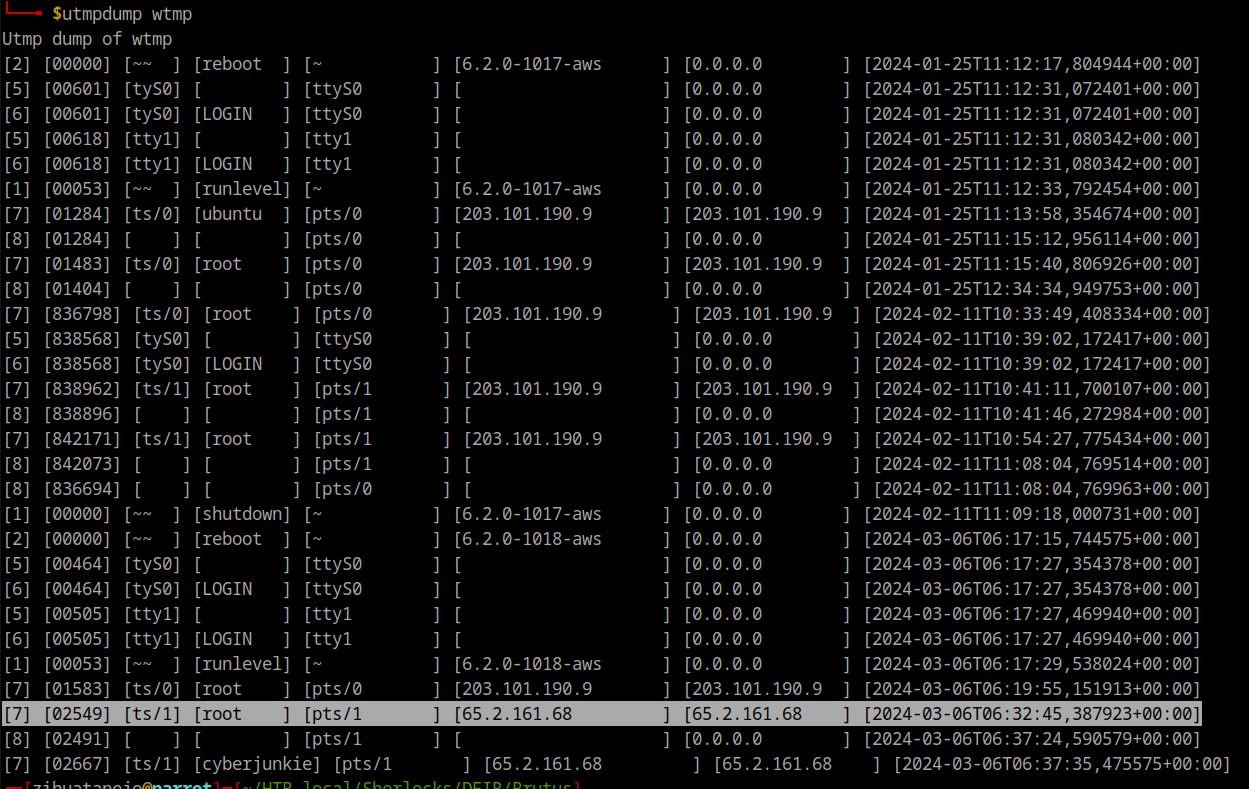 $utmpdump wtmp
Utmp dump of wtmp
[2] [00000] [~~  ] [reboot  ] [~           ] [6.2.0-1017-aws      ] [0.0.0.0        ] [2024-01-25T11:12:17,804944+00:00]
[5] [00601] [tyS0] [        ] [ttyS0       ] [                    ] [0.0.0.0        ] [2024-01-25T11:12:31,072401+00:00]
[6] [00601] [tyS0] [LOGIN   ] [ttyS0       ] [                    ] [0.0.0.0        ] [2024-01-25T11:12:31,072401+00:00]
[5] [00618] [tty1] [        ] [tty1        ] [                    ] [0.0.0.0        ] [2024-01-25T11:12:31,080342+00:00]
[6] [00618] [tty1] [LOGIN   ] [tty1        ] [                    ] [0.0.0.0        ] [2024-01-25T11:12:31,080342+00:00]
[1] [00053] [~~  ] [runlevel] [~           ] [6.2.0-1017-aws      ] [0.0.0.0        ] [2024-01-25T11:12:33,792454+00:00]
[7] [01284] [ts/0] [ubuntu  ] [pts/0       ] [203.101.190.9       ] [203.101.190.9  ] [2024-01-25T11:13:58,354674+00:00]
[8] [01284] [    ] [        ] [pts/0       ] [                    ] [0.0.0.0        ] [2024-01-25T11:15:12,956114+00:00]
[7] [01483] [ts/0] [root    ] [pts/0       ] [203.101.190.9       ] [203.101.190.9  ] [2024-01-25T11:15:40,806926+00:00]
[8] [01404] [    ] [        ] [pts/0       ] [                    ] [0.0.0.0        ] [2024-01-25T12:34:34,949753+00:00]
[7] [836798] [ts/0] [root    ] [pts/0       ] [203.101.190.9       ] [203.101.190.9  ] [2024-02-11T10:33:49,408334+00:00]
[5] [838568] [tyS0] [        ] [ttyS0       ] [                    ] [0.0.0.0        ] [2024-02-11T10:39:02,172417+00:00]
[6] [838568] [tyS0] [LOGIN   ] [ttyS0       ] [                    ] [0.0.0.0        ] [2024-02-11T10:39:02,172417+00:00]
[7] [838962] [ts/1] [root    ] [pts/1       ] [203.101.190.9       ] [203.101.190.9  ] [2024-02-11T10:41:11,700107+00:00]
[8] [838896] [    ] [        ] [pts/1       ] [                    ] [0.0.0.0        ] [2024-02-11T10:41:46,272984+00:00]
[7] [842171] [ts/1] [root    ] [pts/1       ] [203.101.190.9       ] [203.101.190.9  ] [2024-02-11T10:54:27,775434+00:00]
[8] [842073] [    ] [        ] [pts/1       ] [                    ] [0.0.0.0        ] [2024-02-11T11:08:04,769514+00:00]
[8] [836694] [    ] [        ] [pts/0       ] [                    ] [0.0.0.0        ] [2024-02-11T11:08:04,769963+00:00]
[1] [00000] [~~  ] [shutdown] [~           ] [6.2.0-1017-aws      ] [0.0.0.0        ] [2024-02-11T11:09:18,000731+00:00]
[2] [00000] [~~  ] [reboot  ] [~           ] [6.2.0-1018-aws      ] [0.0.0.0        ] [2024-03-06T06:17:15,744575+00:00]
[5] [00464] [tyS0] [        ] [ttyS0       ] [                    ] [0.0.0.0        ] [2024-03-06T06:17:27,354378+00:00]
[6] [00464] [tyS0] [LOGIN   ] [ttyS0       ] [                    ] [0.0.0.0        ] [2024-03-06T06:17:27,354378+00:00]
[5] [00505] [tty1] [        ] [tty1        ] [                    ] [0.0.0.0        ] [2024-03-06T06:17:27,469940+00:00]
[6] [00505] [tty1] [LOGIN   ] [tty1        ] [                    ] [0.0.0.0        ] [2024-03-06T06:17:27,469940+00:00]
[1] [00053] [~~  ] [runlevel] [~           ] [6.2.0-1018-aws      ] [0.0.0.0        ] [2024-03-06T06:17:29,538024+00:00]
[7] [01583] [ts/0] [root    ] [pts/0       ] [203.101.190.9       ] [203.101.190.9  ] [2024-03-06T06:19:55,151913+00:00]
[7] [02549] [ts/1] [root    ] [pts/1       ] [65.2.161.68         ] [65.2.161.68    ] [2024-03-06T06:32:45,387923+00:00]
[8] [02491] [    ] [        ] [pts/1       ] [                    ] [0.0.0.0        ] [2024-03-06T06:37:24,590579+00:00]
[7] [02667] [ts/1] [cyberjunkie] [pts/1       ] [65.2.161.68         ] [65.2.161.68    ] [2024-03-06T06:37:35,475575+00:00]
[zihuatanejo@parrot]─[~/HTB_local/Sherlocks/DFIR/Brutus]